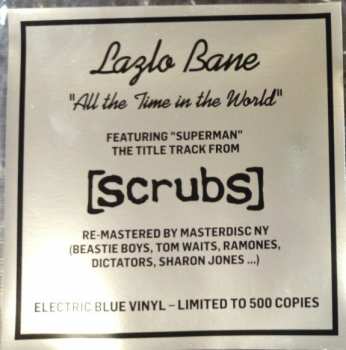 Lazlo Bane
"All the Time in the World"
FEATURING "SUPERMAN"
THE TITLE TRACK FROM
[scrubs]
RE-MASTERED BY MASTERDISC NY
(BEASTIE BOYS, TOM WAITS, RAMONES,
DICTATORS, SHARON JONES ...)
ELECTRIC BLUE VINYL – LIMITED TO 500 COPIES